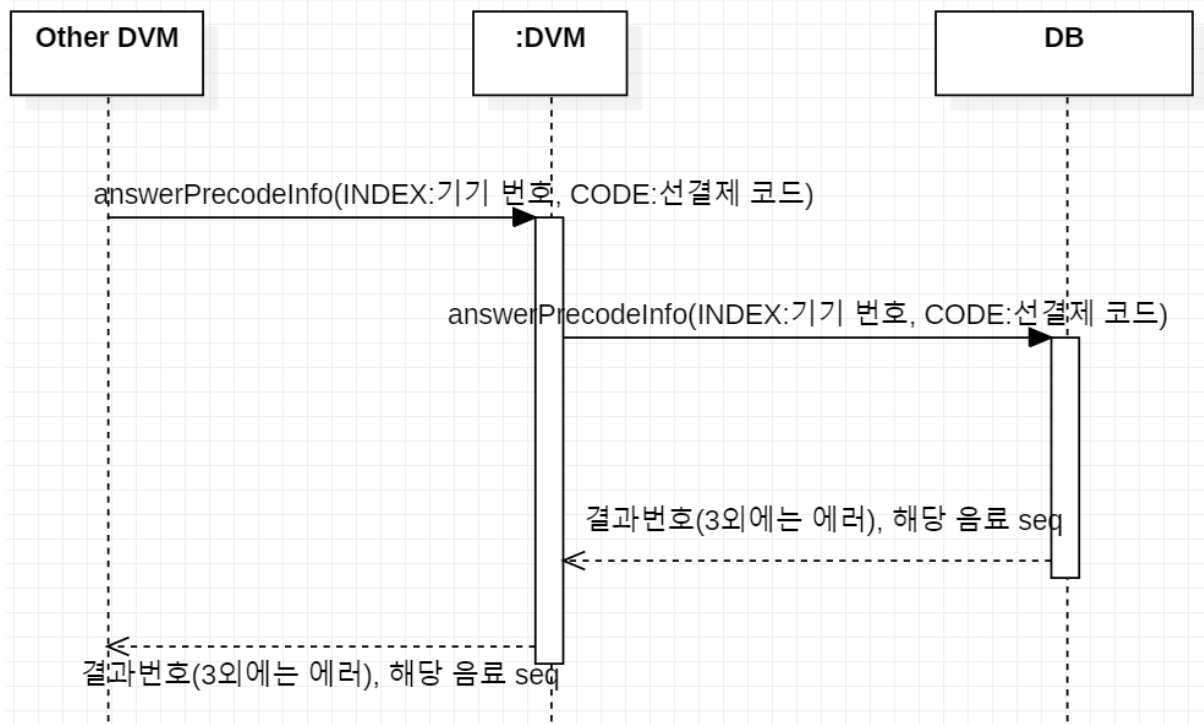 Other DVM
:DVM
DB
answerPrecodeInfo(INDEX:기기 번호, CODE:선결제 코드)
answerPrecodeInfo(INDEX:기기 번호, CODE:선결제 코드)
결과번호(3외에는 에러), 해당 음료 seq
결과번호(3외에는 에러), 해당 음료 seq